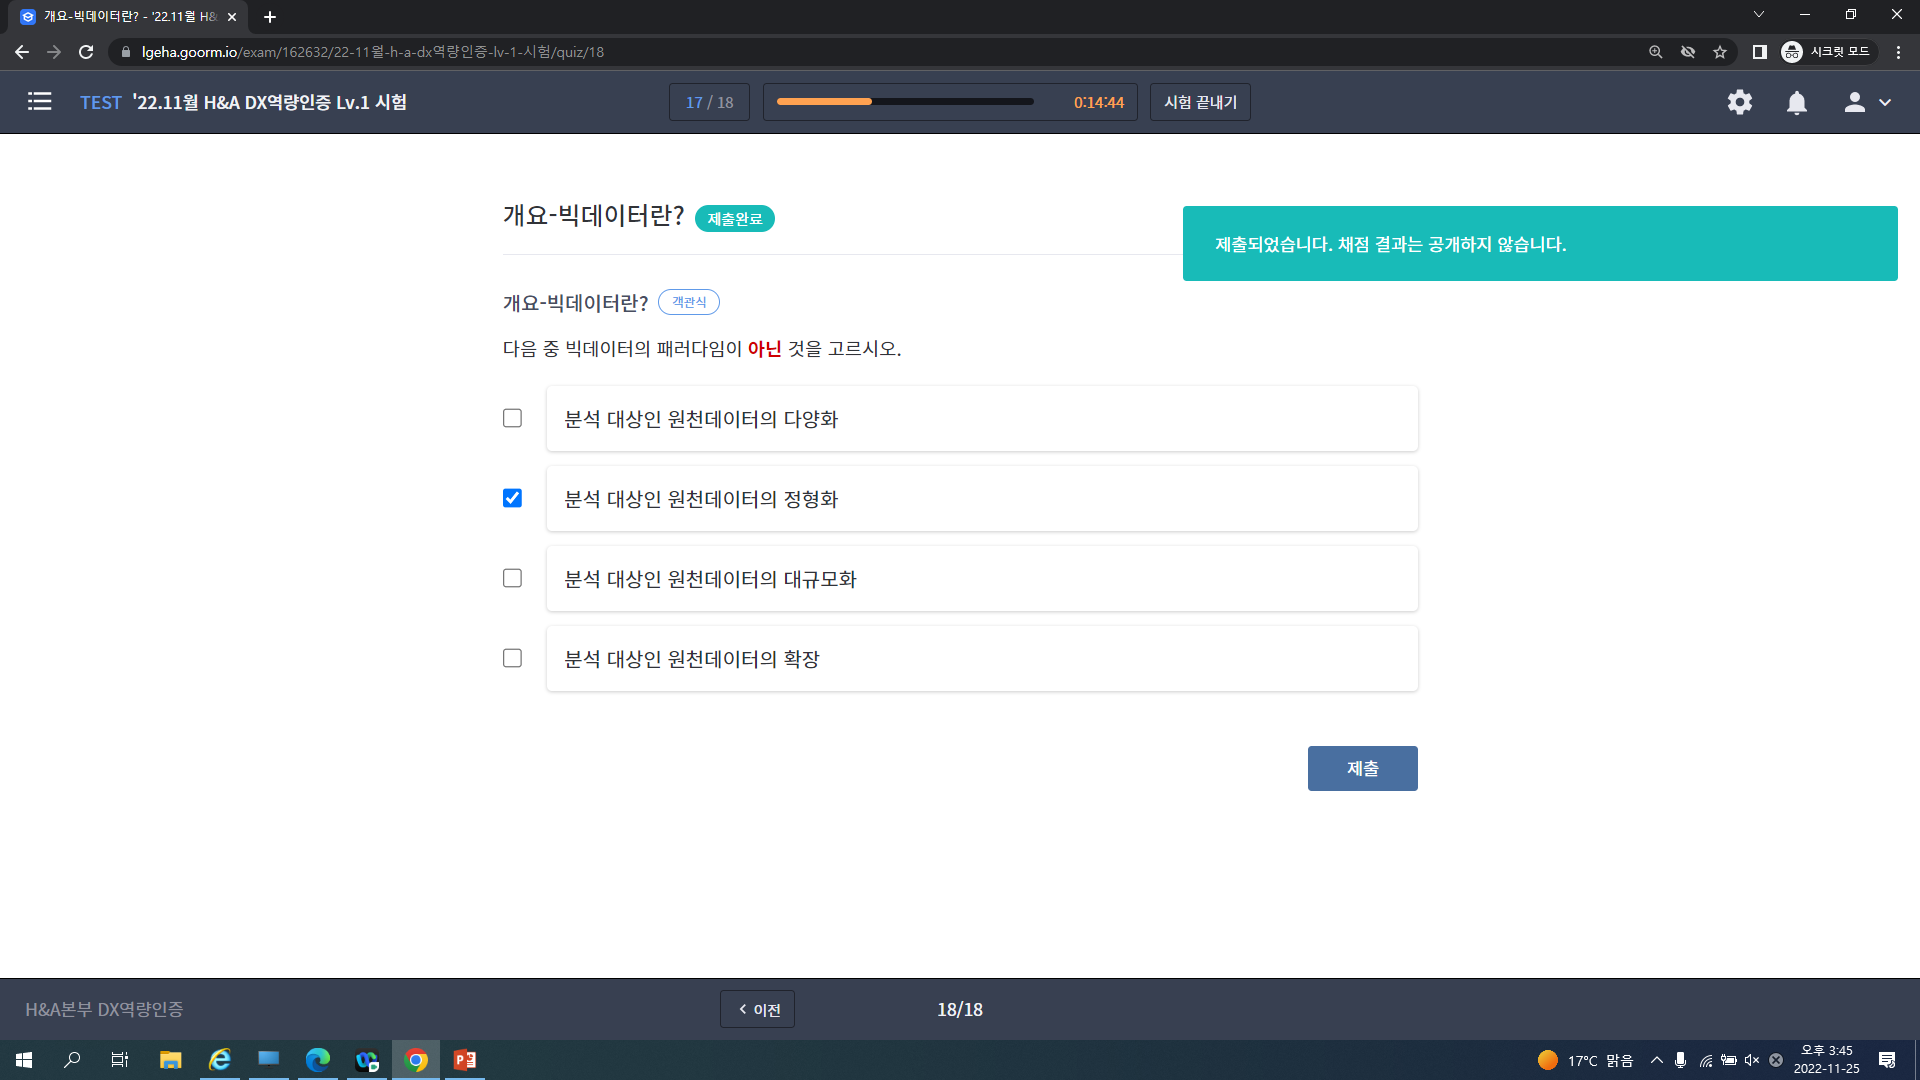 개요-빅데이터란? - '22.11월 H&
lgeha.goorm.io/exam/162632/22-11월-h-a-dx역량인증-lv-1-시험/quiz/18
시크릿 모드
TEST '22.11월 H&A DX역량인증 Lv.1 시험
17 / 18
0:14:44
시험 끝내기
개요-빅데이터란? 제출완료
제출되었습니다. 채점 결과는 공개하지 않습니다.
개요-빅데이터란? 객관식
다음 중 빅데이터의 패러다임이 아닌 것을 고르시오.
분석 대상인 원천데이터의 다양화
분석 대상인 원천데이터의 정형화
분석 대상인 원천데이터의 대규모화
분석 대상인 원천데이터의 확장
제출
H&A본부 DX역량인증
이전
18/18
17°C 맑음
오후 3:45
2022-11-25